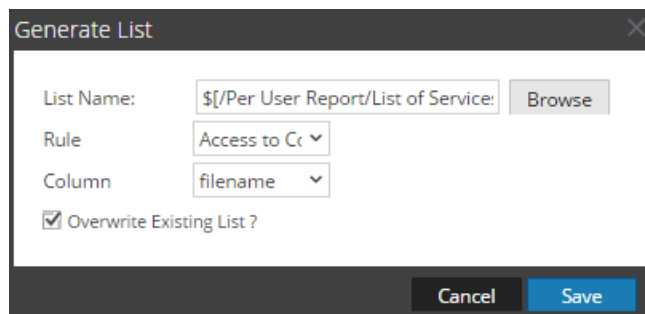 Generate List
List Name: $[/Per User Report/List of Service: Browse
Rule Access to Cc
Column filename
Overwrite Existing List ?
Cancel Save